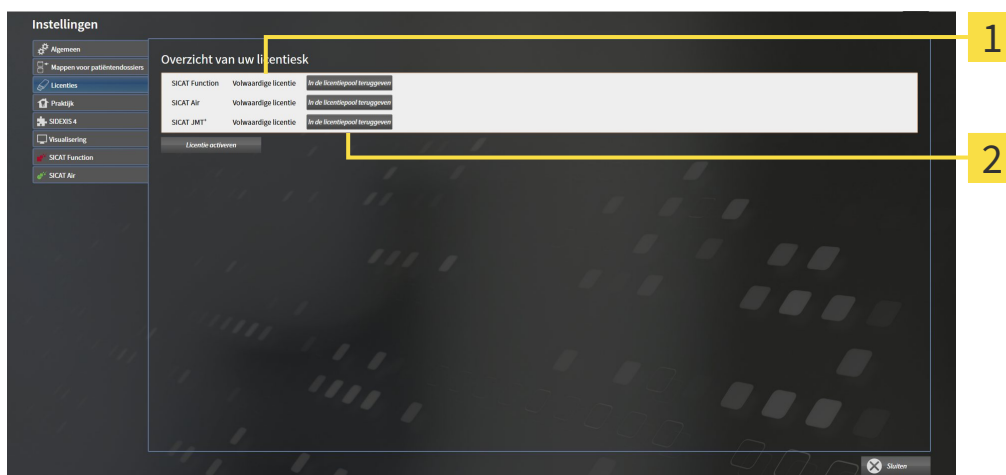 Instellingen
Algemeen
Mappen voor patiëntendossiers
Licenties
Praktijk
SIDEXIS 4
Visualisering
SICAT Function
SICAT Air
Overzicht van uw licentiesk
SICAT Function Volwaardige licentie In de licentiepool teruggeven
SICAT Air Volwaardige licentie In de licentiepool teruggeven
SICAT JMT⁺ Volwaardige licentie In de licentiepool teruggeven
Licentie activeren
1
2
Sluiten